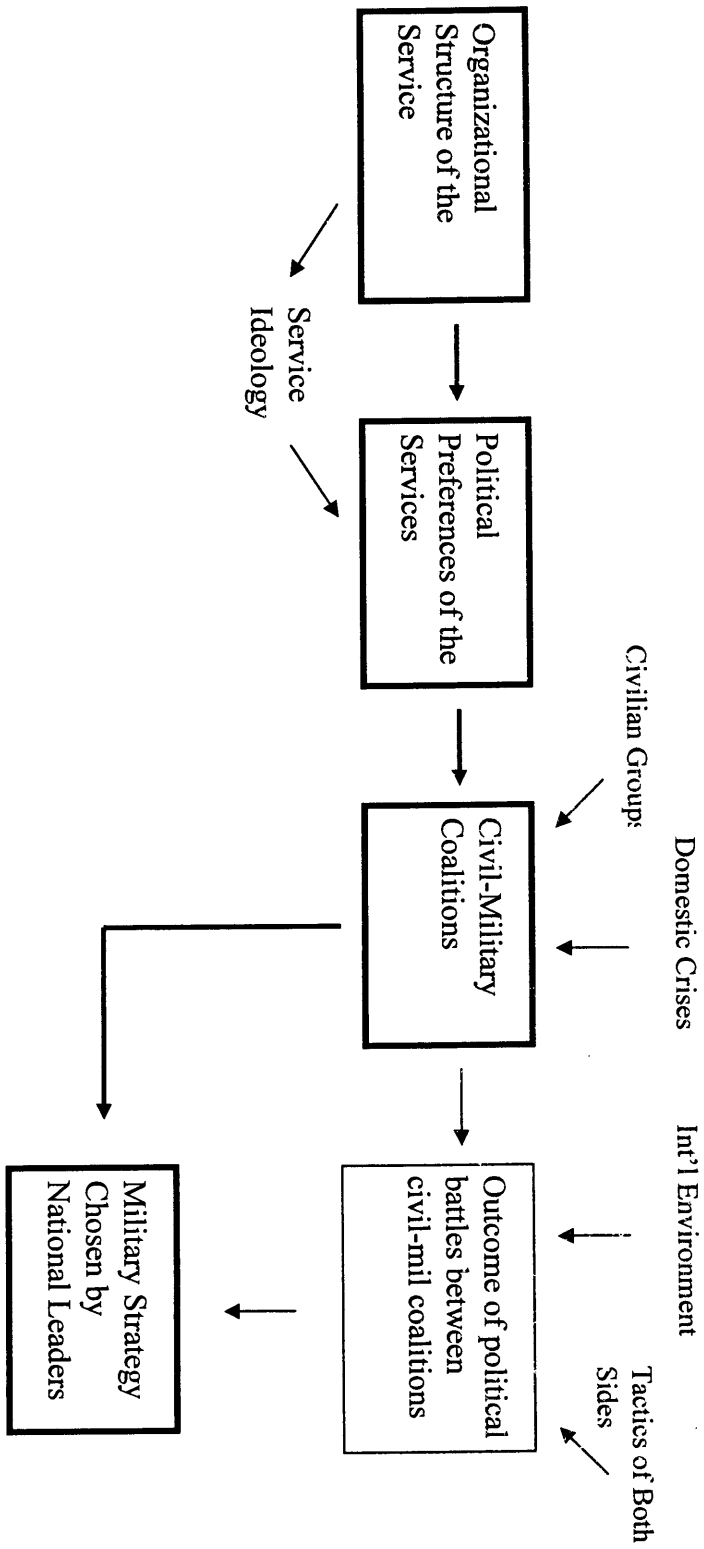 Civilian Groups
Domestic Crises
Int'l Environment
Tactics of Both
Sides
Organizational
Structure of the
Service
Political
Preferences of the
Services
Civil-Military
Coalitions
Outcome of political
battles between
civil-mil coalitions
Service
Ideology
Military Strategy
Chosen by
National Leaders